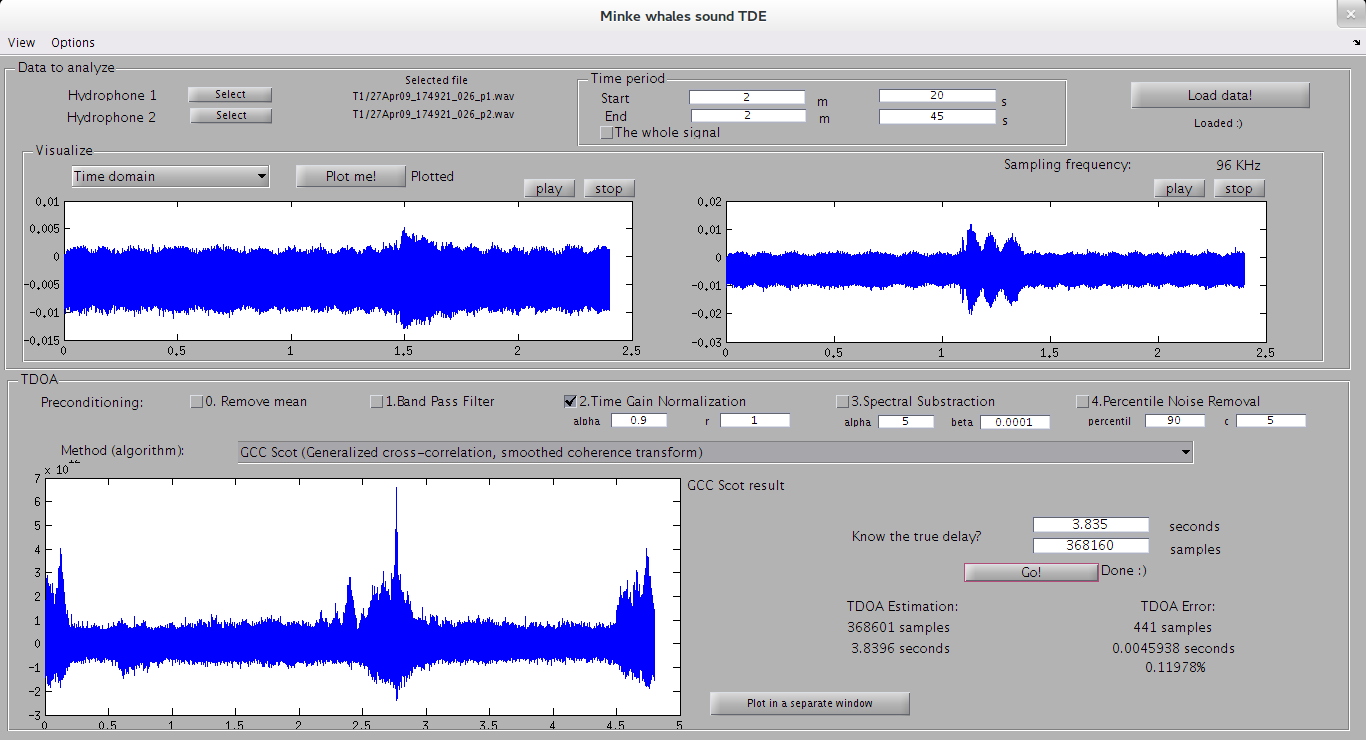 Minke whales sound TDE
View Options
Data to analyze
Hydrophone 1 Select
Hydrophone 2 Select
Selected file
T1/27Apr09_174921_026_p1.wav
T1/27Apr09_174921_026_p2.wav
Time period
Start 2 m 20 s
End 2 m 45 s
The whole signal
Load data!
Loaded :)
Visualize
Time domain Plot me! Plotted
Sampling frequency: 96 KHz
play stop
play stop
0.01
0.005
0
-0.005
-0.01
-0.015
0 0.5 1 1.5 2 2.5
0.02
0.01
0
-0.01
-0.02
-0.03
0 0.5 1 1.5 2 2.5
TDOA
Preconditioning: 0. Remove mean 1.Band Pass Filter 2.Time Gain Normalization 3.Spectral Substraction 4.Percentile Noise Removal
alpha 0.9 r 1 alpha 5 beta 0.0001 percentil 90 c 5
Method (algorithm): GCC Scot (Generalized cross-correlation, smoothed coherence transform)
x 10
7
6
5
4
3
2
1
0
-1
-2
-3
0 0.5 1 1.5 2 2.5 3 3.5 4 4.5 5
GCC Scot result
Know the true delay?
3.835 seconds
368160 samples
Go! Done :)
TDOA Estimation:
368601 samples
3.8396 seconds
TDOA Error:
441 samples
0.0045938 seconds
0.11978%
Plot in a separate window